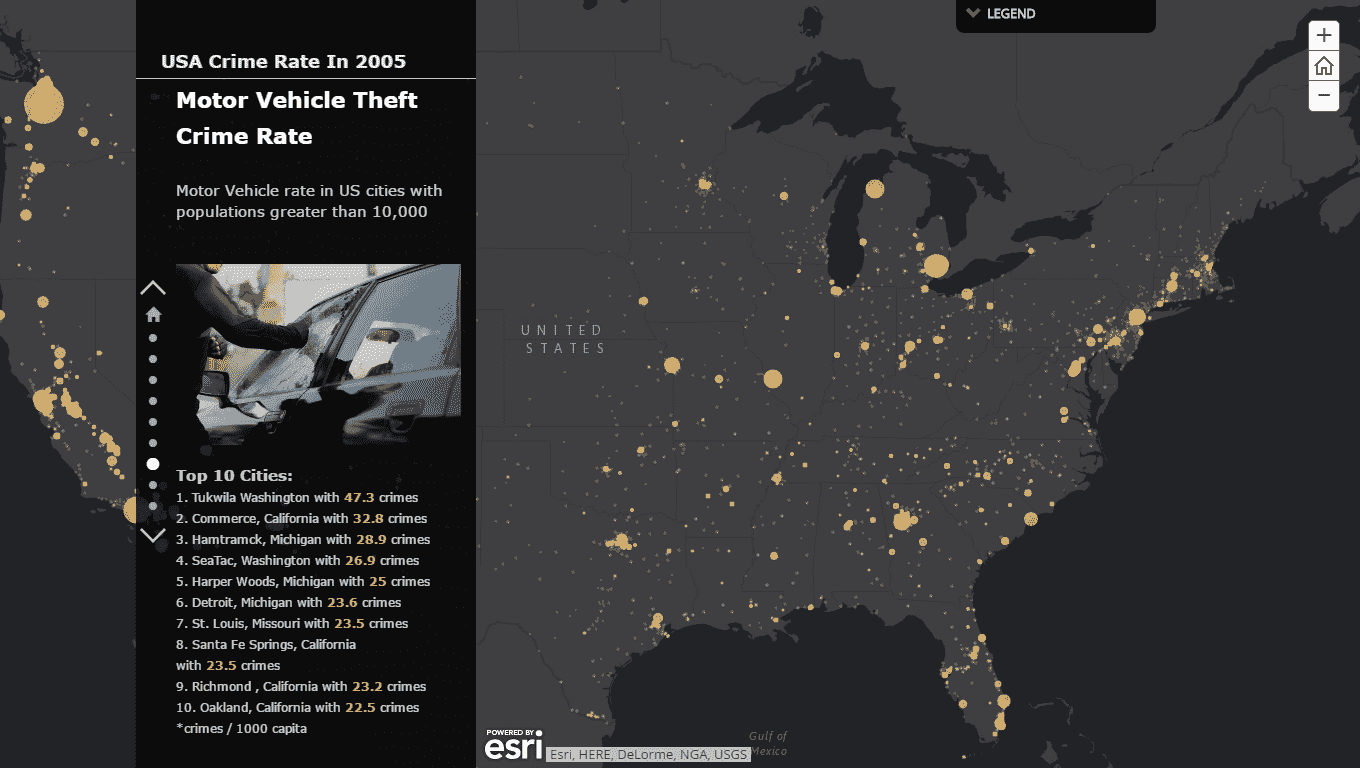 LEGEND
USA Crime Rate In 2005
Motor Vehicle Theft
Crime Rate
Motor Vehicle rate in US cities with
populations greater than 10,000
UNITED
STATES
Top 10 Cities:
1. Tukwila Washington with 47.3 crimes
2. Commerce, California with 32.8 crimes
3. Hamtramck, Michigan with 28.9 crimes
4. SeaTac, Washington with 26.9 crimes
5. Harper Woods, Michigan with 25 crimes
6. Detroit, Michigan with 23.6 crimes
7. St. Louis, Missouri with 23.5 crimes
8. Santa Fe Springs, California
with 23.5 crimes
9. Richmond , California with 23.2 crimes
10. Oakland, California with 22.5 crimes
*crimes / 1000 capita
POWERED BY
esri
Esri, HERE, DeLorme, NGA, USGS
Gulf of
Mexico